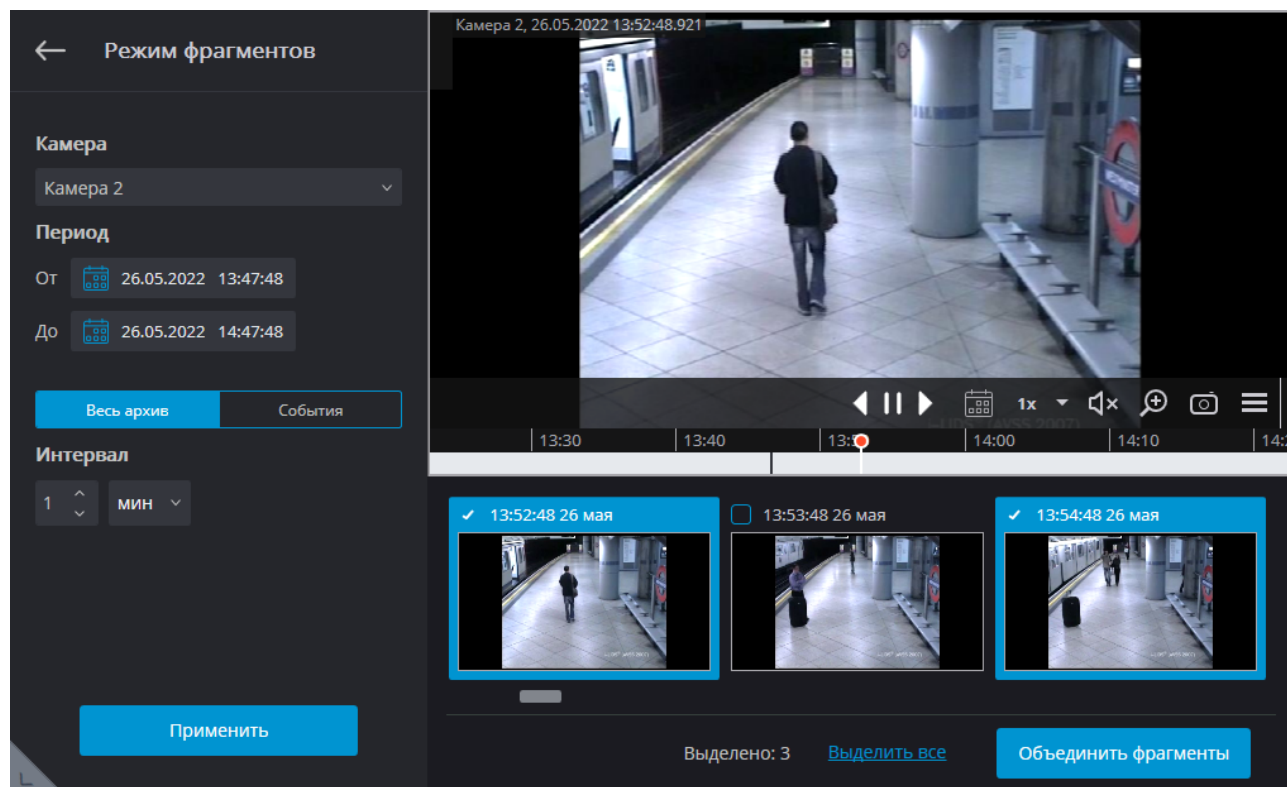 Режим фрагментов
Камера
Камера 2
Период
От 26.05.2022 13:47:48
До 26.05.2022 14:47:48
Весь архив События
Интервал
1 мин
Применить
Камера 2, 26.05.2022 13:52:48.921
1x
13:30 13:40 14:00 14:10
13:52:48 26 мая 13:53:48 26 мая 13:54:48 26 мая
Выделено: 3 Выделить все Объединить фрагменты